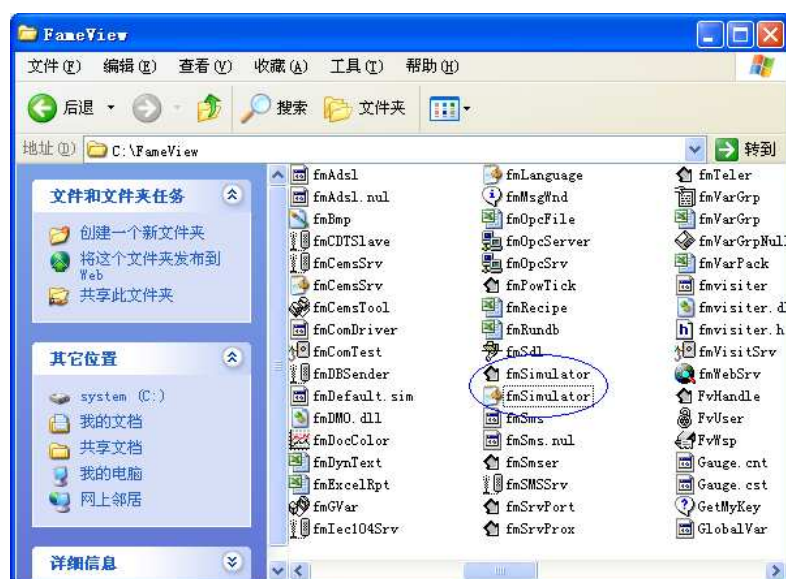 FameView
文件(F) 编辑(E) 查看(V) 收藏(A) 工具(T) 帮助(H)
后退 搜索 文件夹
地址(D) C:\FameView 转到
文件和文件夹任务
创建一个新文件夹
将这个文件夹发布到
Web
共享此文件夹
其它位置
system (C:)
我的文档
共享文档
我的电脑
网上邻居
详细信息
fmAdsl
fmAdsl.nul
fmBmp
fmCDTSlave
fmCemsSrv
fmCemsSrv
fmCemsTool
fmComDriver
fmComTest
fmDBSender
fmDefault.sim
fmDMO.dll
fmDocColor
fmDynText
fmExcelRpt
fmGVar
fmIec104Srv
fmLanguage
fmMsgWnd
fmOpcFile
fmOpcServer
fmOpcSrv
fmPowTick
fmRecipe
fmRundb
fmSdl
fmSimulator
fmSimulator
fmSms
fmSms.nul
fmSmser
fmSMSSrv
fmSrvPort
fmSrvProx
fmTeler
fmVarGrp
fmVarGrp
fmVarGrpNul
fmVarPack
fmvisiter
fmvisiter.d
fmvisiter.h
fmVisitSrv
fmWebSrv
FvHandle
FvUser
FvWsp
Gauge.cnt
Gauge.cst
GetMyKey
GlobalVar